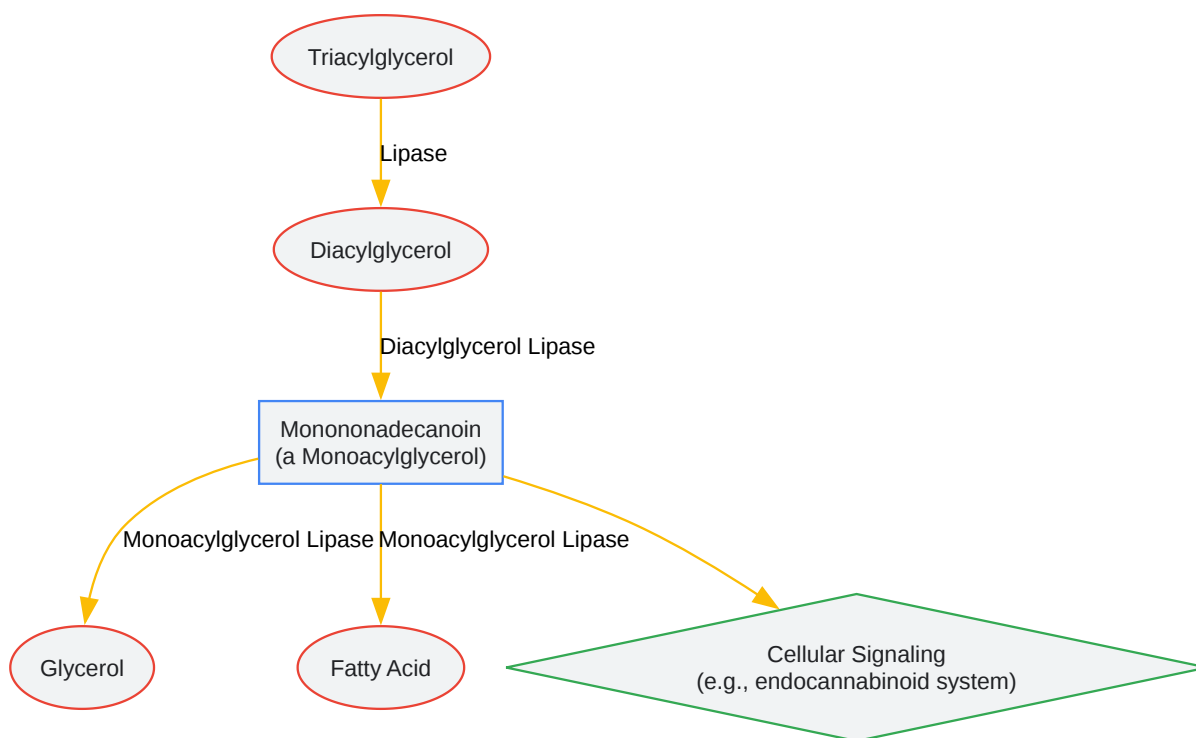 Triacylglycerol
Lipase
Diacylglycerol
Diacylglycerol Lipase
Monononadecanoin
(a Monoacylglycerol)
Monoacylglycerol Lipase
Monoacylglycerol Lipase
Glycerol
Fatty Acid
Cellular Signaling
(e.g., endocannabinoid system)